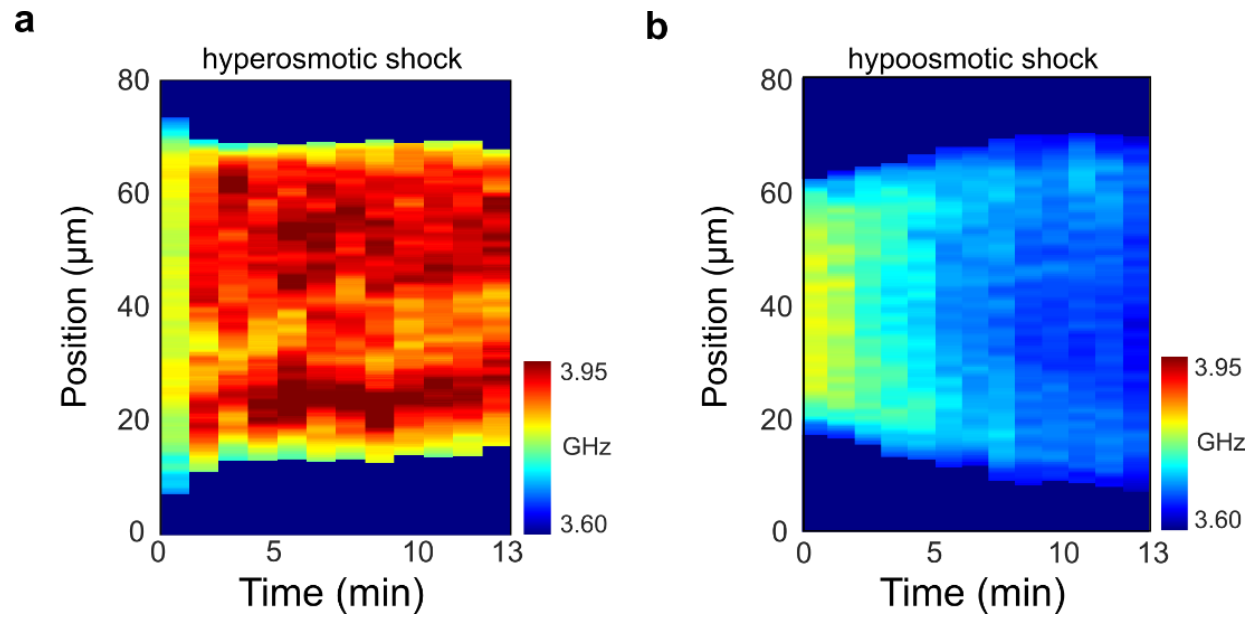 a
hyperosmotic shock
80
60
40
20
0
Position (μm)
0
5
10
13
Time (min)
3.95
GHz
3.60
b
hypoosmotic shock
80
60
40
20
0
Position (μm)
0
5
10
13
Time (min)
3.95
GHz
3.60